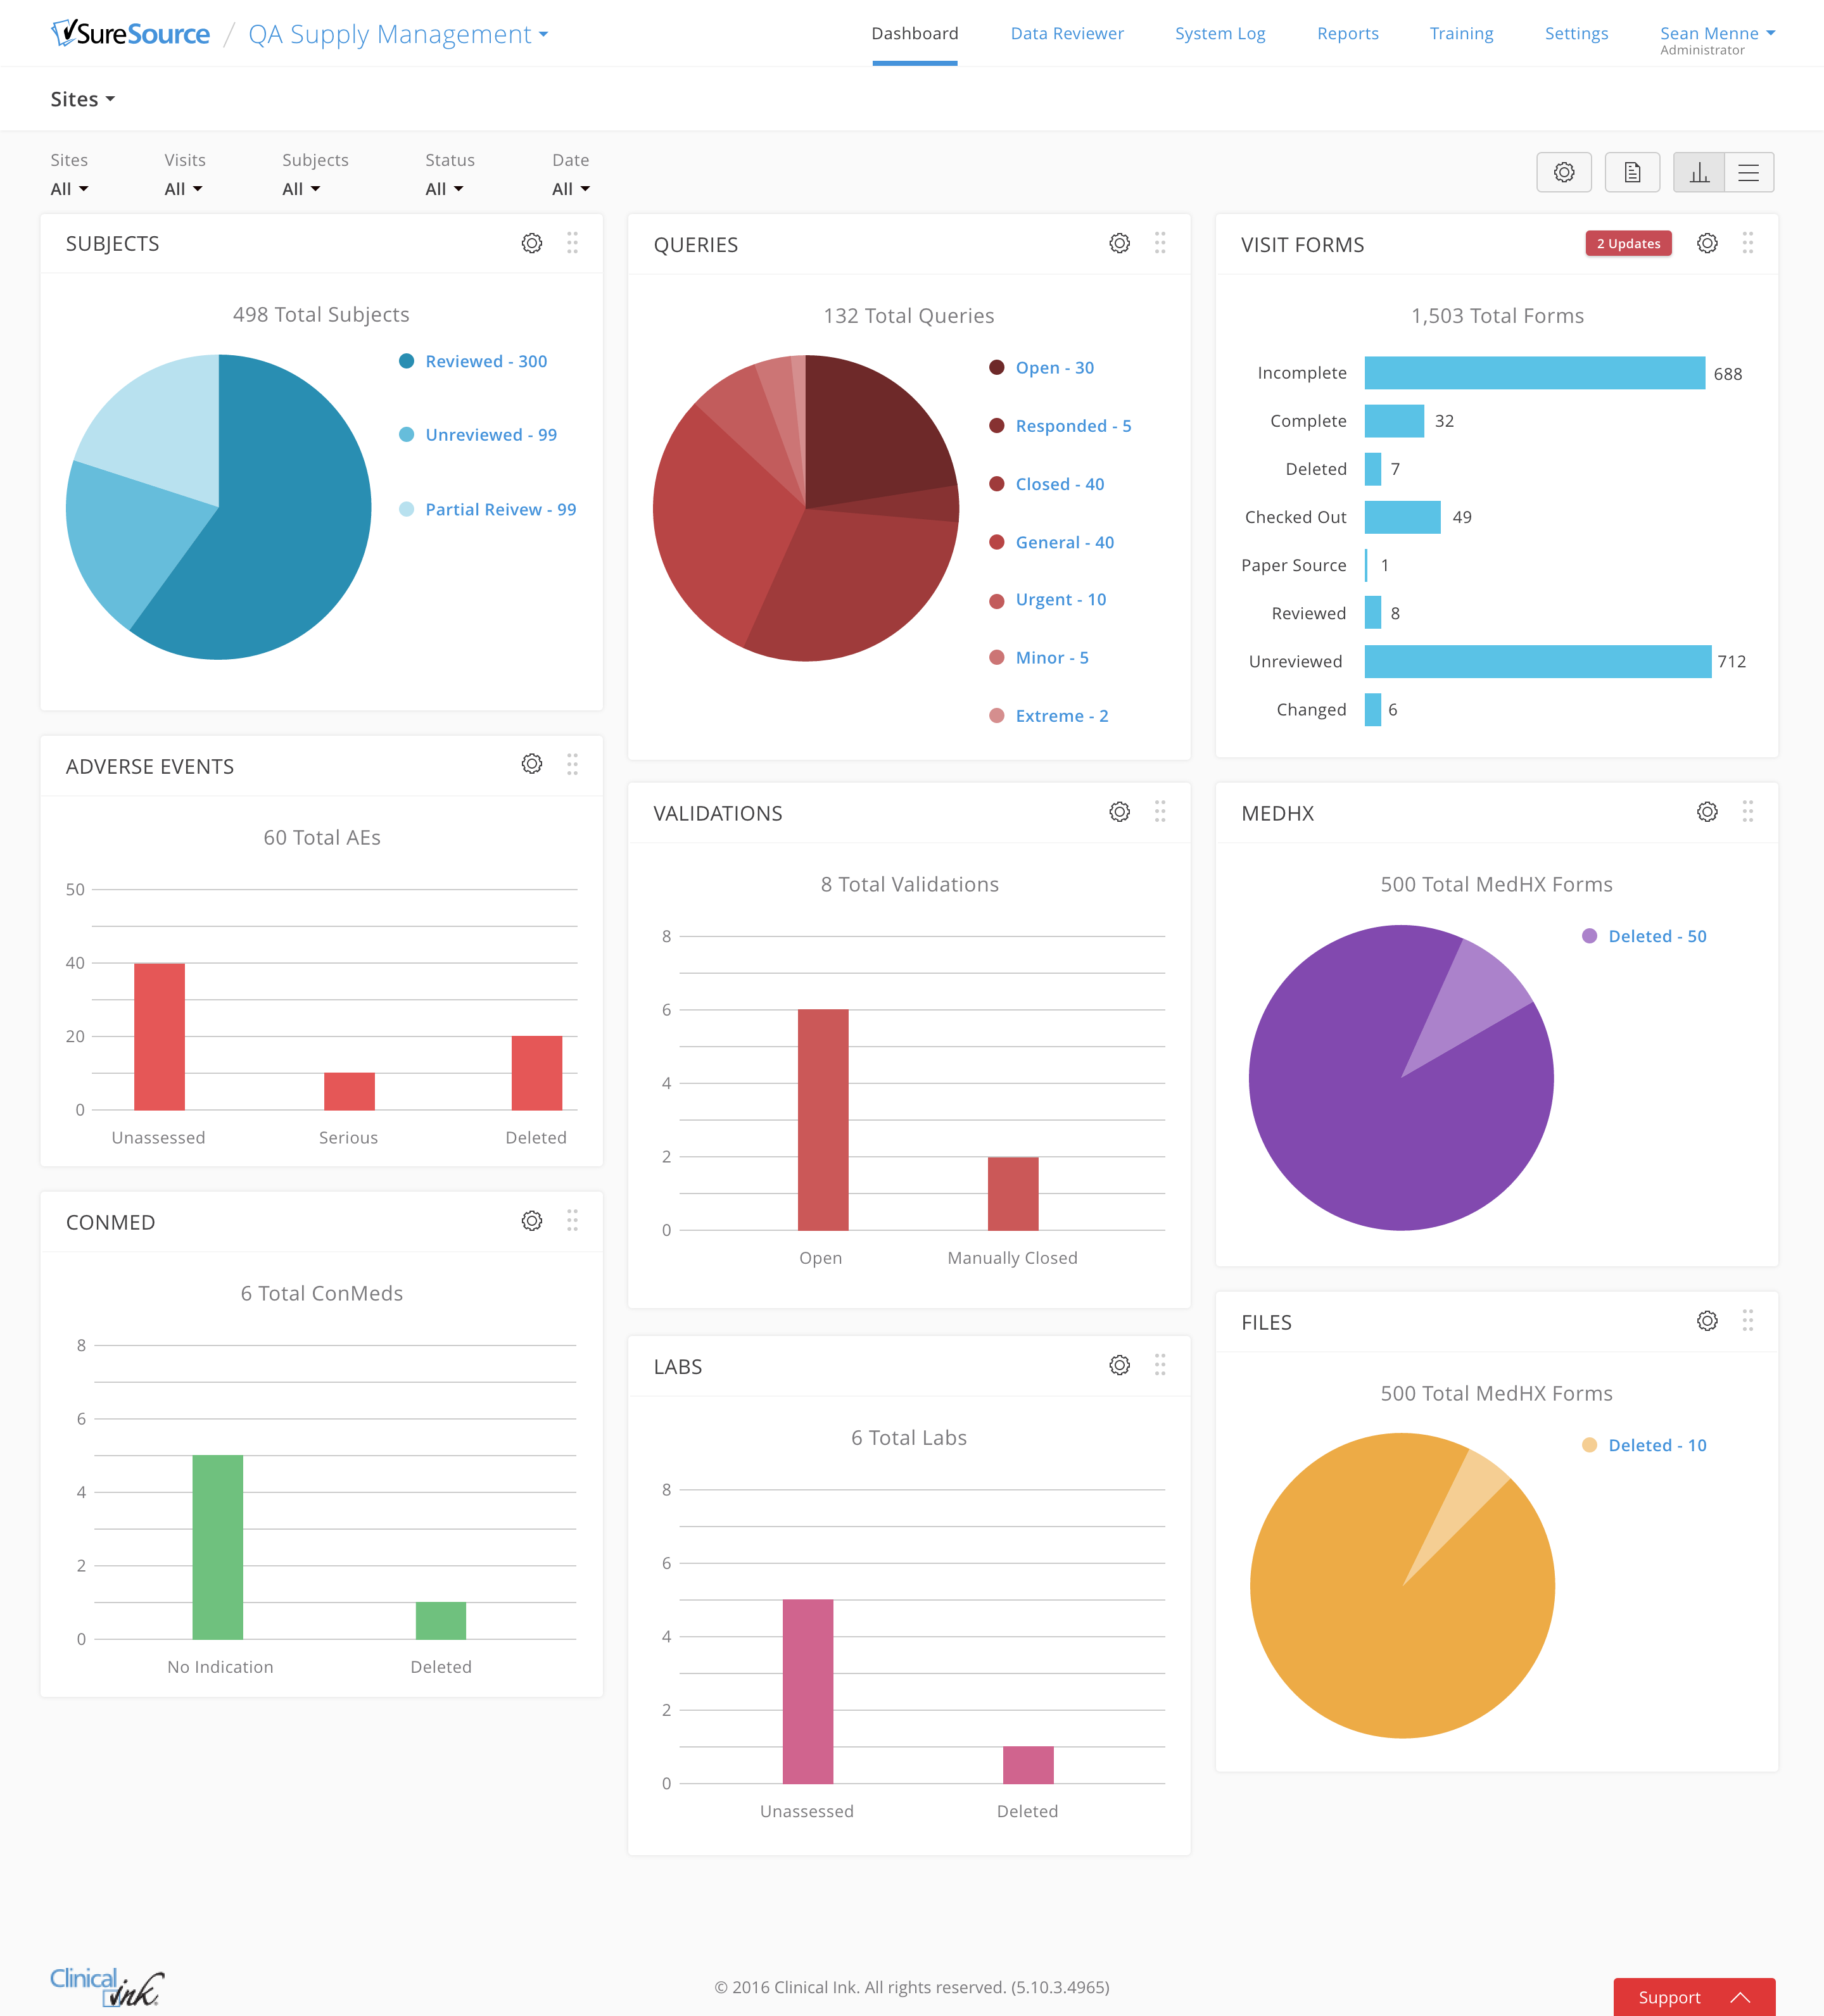 SureSource / QA Supply Management
Dashboard
Data Reviewer
System Log
Reports
Training
Settings
Sean Menne
Administrator
Sites
Sites
Visits
Subjects
Status
Date
All
All
All
All
All
SUBJECTS
498 Total Subjects
Reviewed - 300
Unreviewed - 99
Partial Reivew - 99
QUERIES
132 Total Queries
Open - 30
Responded - 5
Closed - 40
General - 40
Urgent - 10
Minor - 5
Extreme - 2
VISIT FORMS
2 Updates
1,503 Total Forms
Incomplete 688
Complete 32
Deleted 7
Checked Out 49
Paper Source 1
Reviewed 8
Unreviewed 712
Changed 6
ADVERSE EVENTS
60 Total AEs
50
40
20
0
Unassessed
Serious
Deleted
VALIDATIONS
8 Total Validations
8
6
4
2
0
Open
Manually Closed
MEDHX
500 Total MedHX Forms
Deleted - 50
CONMED
6 Total ConMeds
8
6
4
2
0
No Indication
Deleted
LABS
6 Total Labs
8
6
4
2
0
Unassessed
Deleted
FILES
500 Total MedHX Forms
Deleted - 10
Clinical ink.
© 2016 Clinical Ink. All rights reserved. (5.10.3.4965)
Support